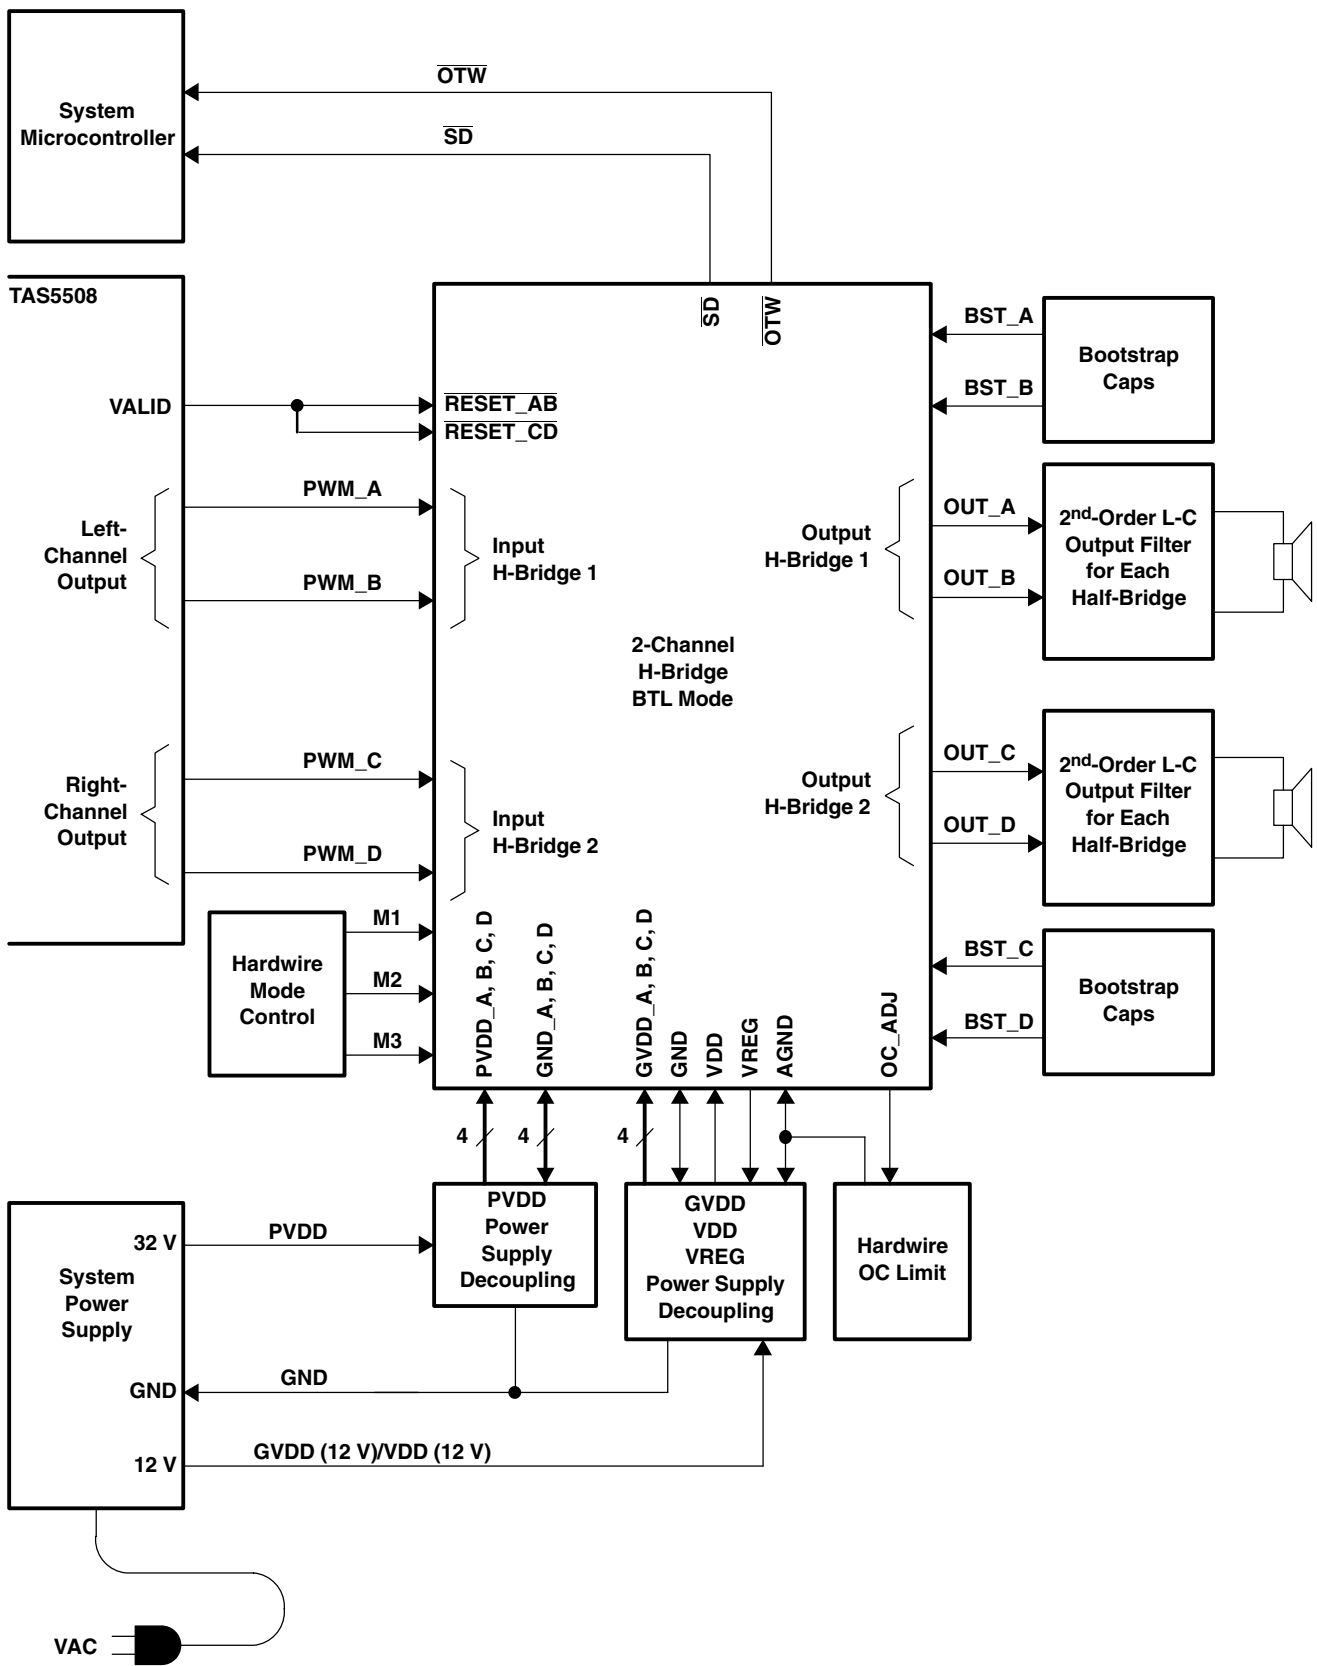 OTW
System
Microcontroller
SD
TAS5508
SD
OTW
BST_A
Bootstrap
Caps
BST_B
VALID
RESET_AB
RESET_CD
PWM_A
Left-
Channel
Output
Input
H-Bridge 1
PWM_B
Output
H-Bridge 1
OUT_A
OUT_B
2nd-Order L-C
Output Filter
for Each
Half-Bridge
2-Channel
H-Bridge
BTL Mode
PWM_C
Right-
Channel
Output
Input
H-Bridge 2
PWM_D
Output
H-Bridge 2
OUT_C
OUT_D
2nd-Order L-C
Output Filter
for Each
Half-Bridge
M1
Hardwire
Mode
Control
M2
M3
PVDD_A, B, C, D
GND_A, B, C, D
GVDD_A, B, C, D
GND
VDD
VREG
AGND
OC_ADJ
BST_C
Bootstrap
Caps
BST_D
4
4
4
PVDD
Power
Supply
Decoupling
GVDD
VDD
VREG
Power Supply
Decoupling
Hardwire
OC Limit
32 V
PVDD
System
Power
Supply
GND
GND
12 V
GVDD (12 V)/VDD (12 V)
VAC